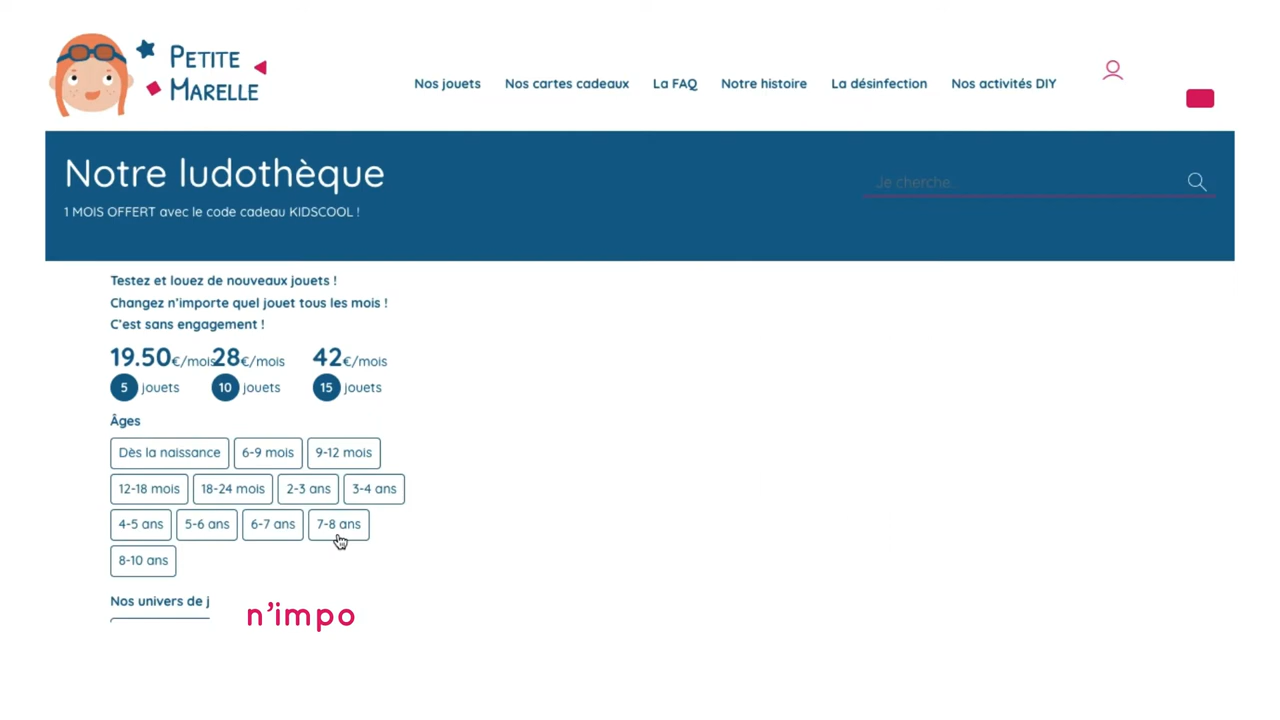 PETITE
MARELLE
Nos jouets Nos cartes cadeaux La FAQ Notre histoire La désinfection Nos activités DIY
Notre ludothèque
Je cherche...
1 MOIS OFFERT avec le code cadeau KIDSCOOL !
Testez et louez de nouveaux jouets !
Changez n'importe quel jouet tous les mois !
C'est sans engagement !
19.50€/mois 28€/mois 42€/mois
5 jouets 10 jouets 15 jouets
Âges
Dès la naissance 6-9 mois 9-12 mois
12-18 mois 18-24 mois 2-3 ans 3-4 ans
4-5 ans 5-6 ans 6-7 ans 7-8 ans
8-10 ans
Nos univers de j
n'impo